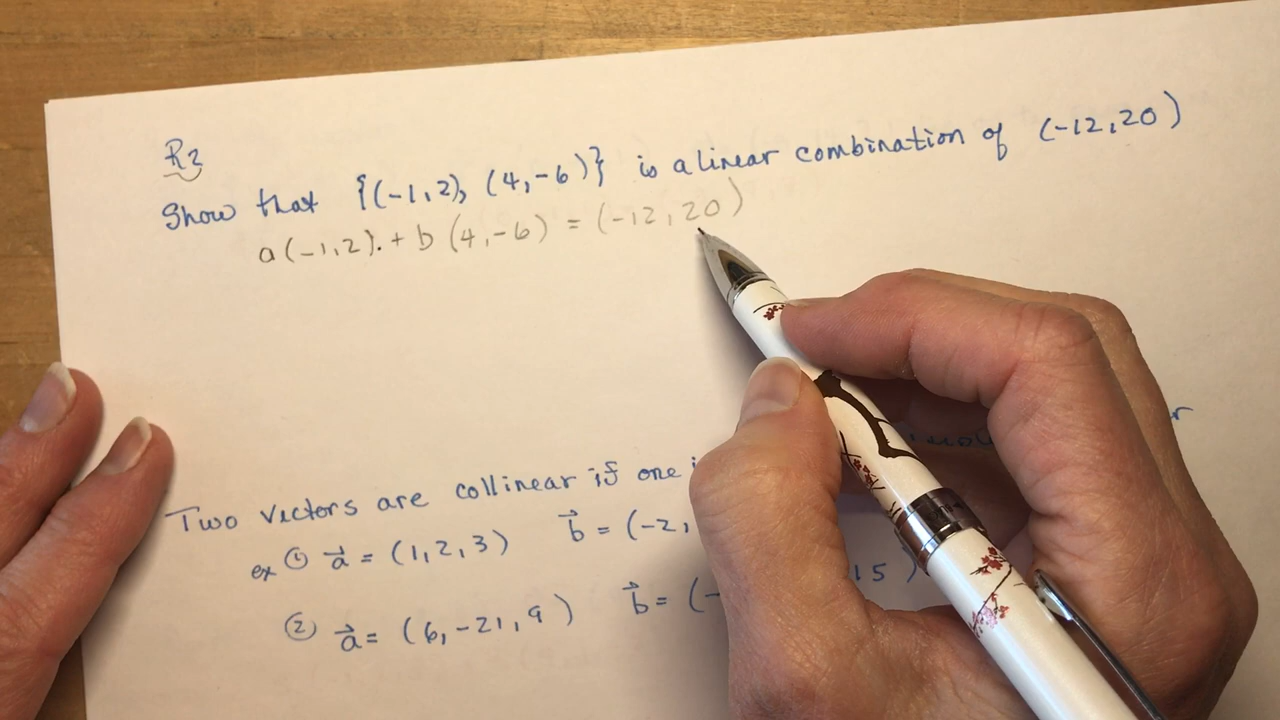 R2
Show that {(-1,2), (4,-6)} is a linear combination of (-12,20)
a(-1,2). + b(4,-6) = (-12,20)
Two vectors are collinear if one
ex ① a⃗ = (1,2,3) b⃗ = (-2,
② a⃗ = (6,-21,9) b⃗ = (- 15)